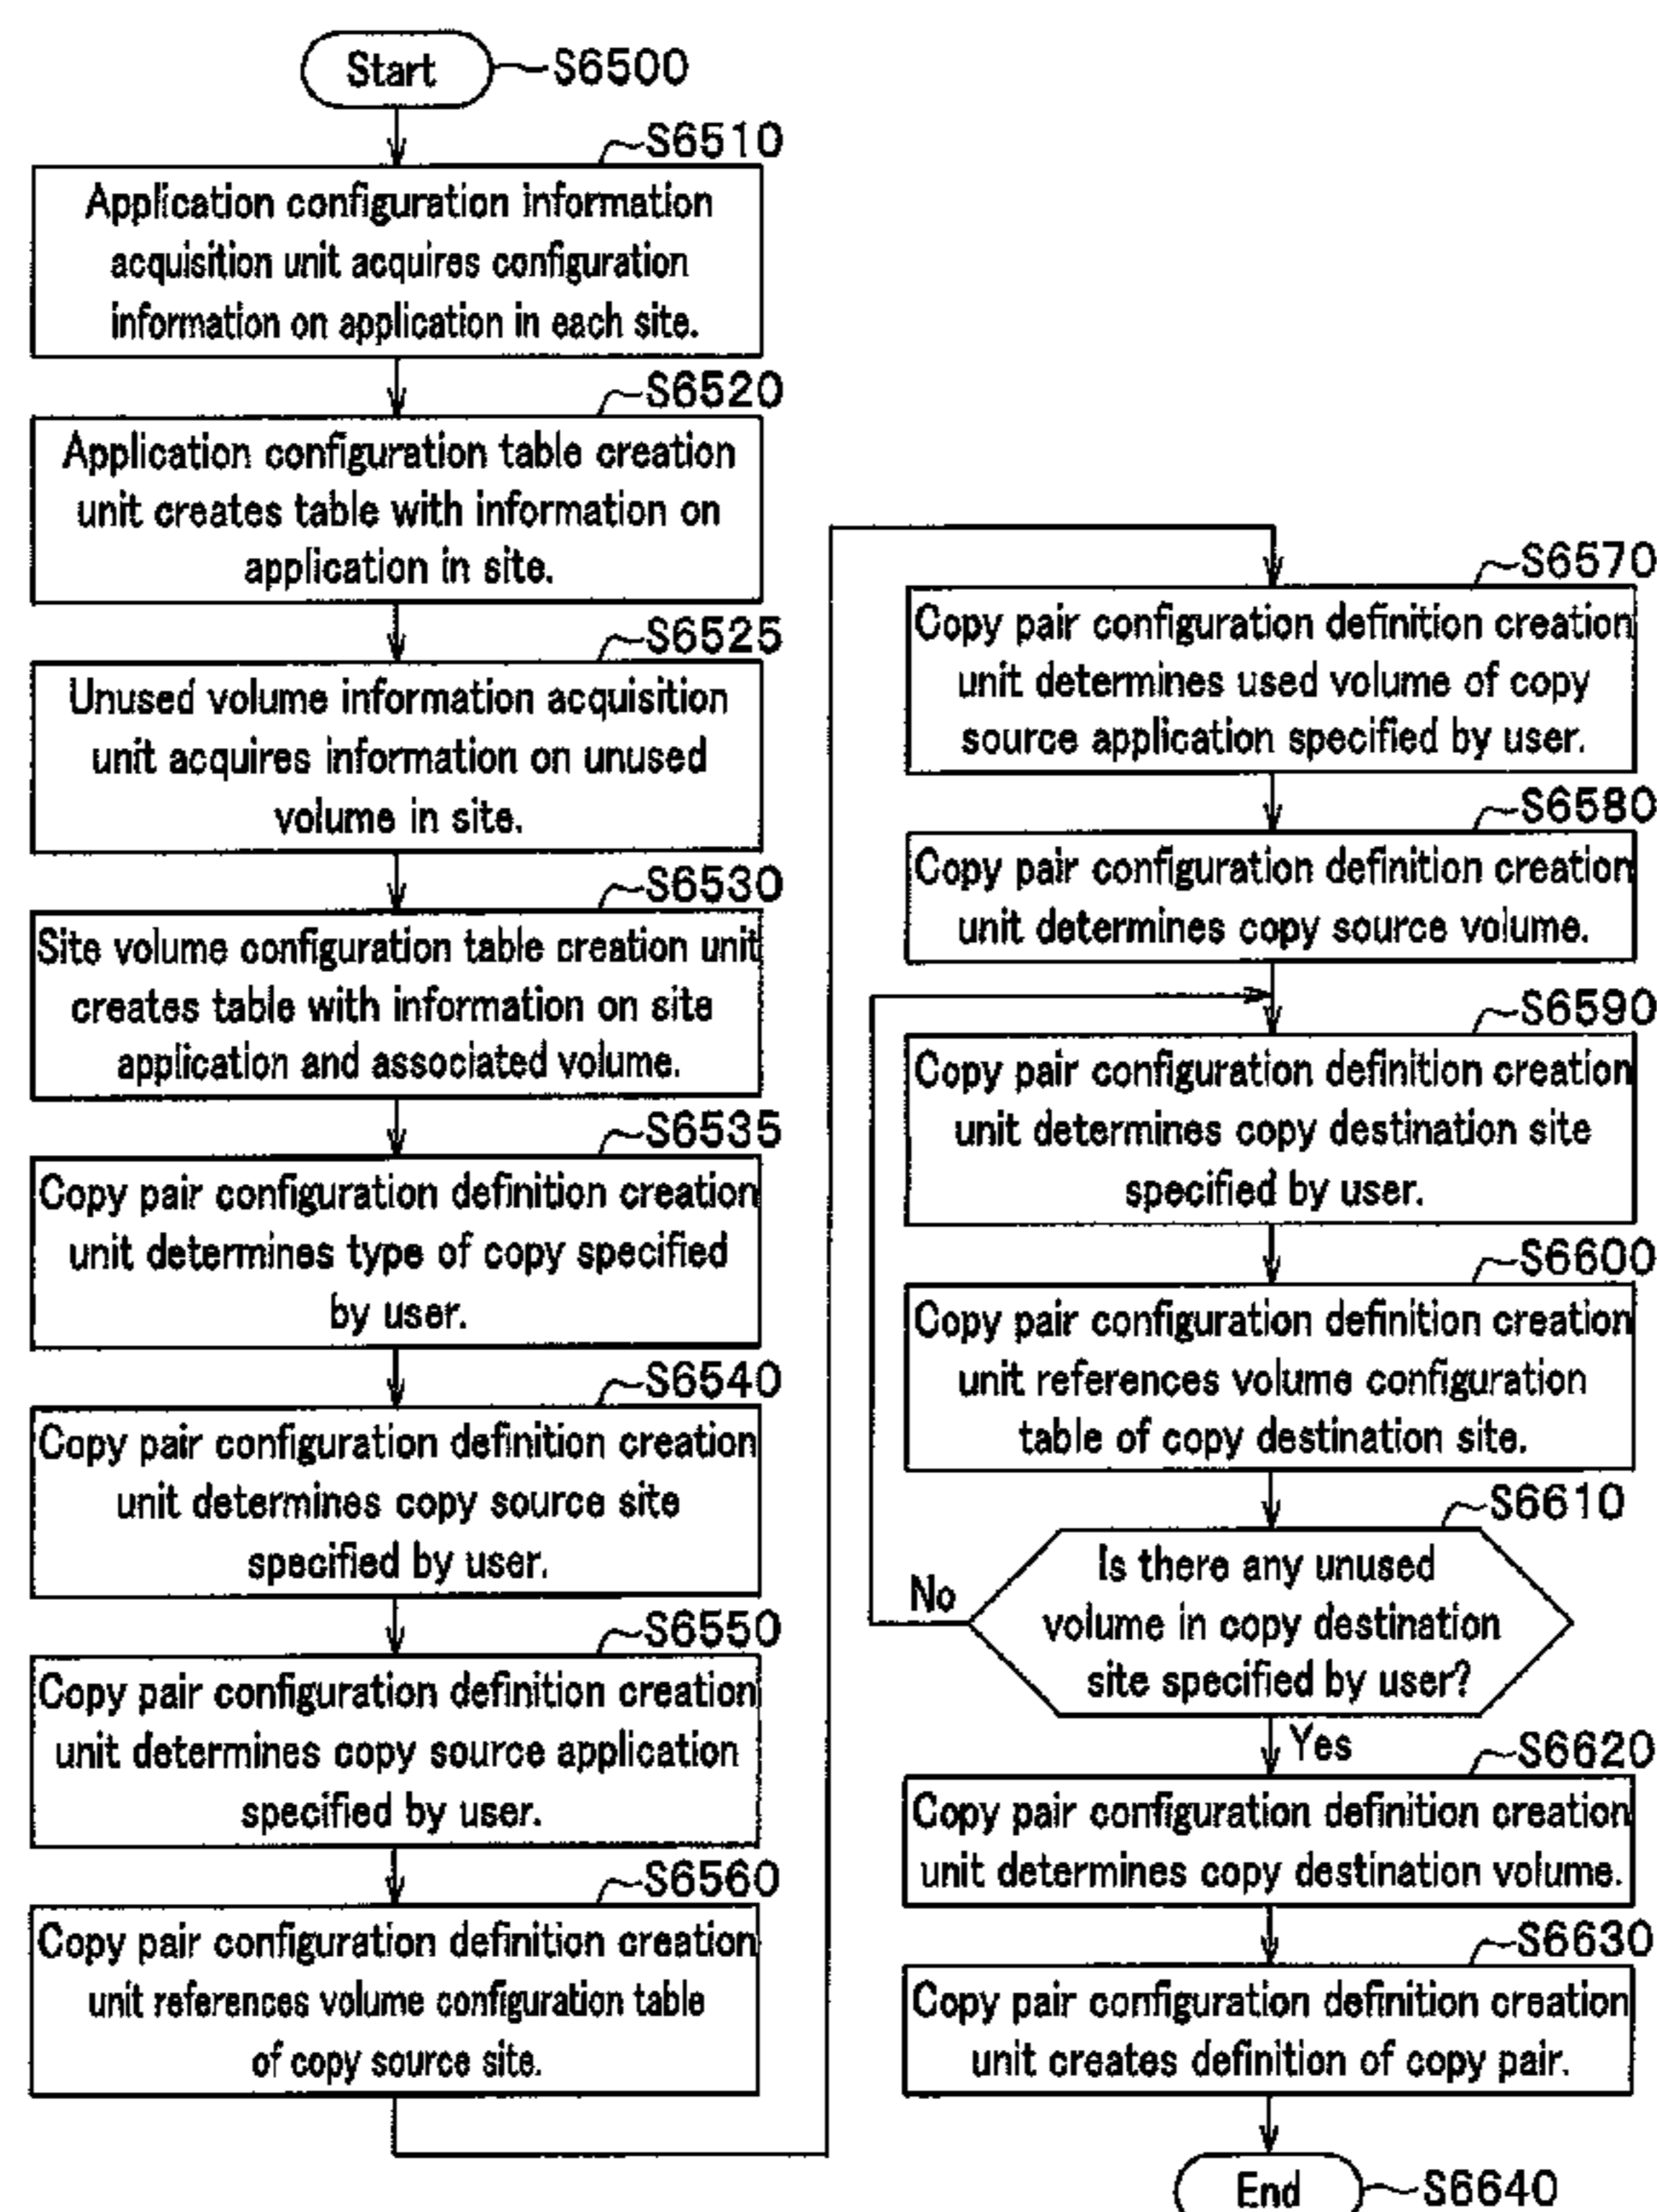 Start
S6500
S6510
Application configuration information
acquisition unit acquires configuration
information on application in each site.
S6520
Application configuration table creation
unit creates table with information on
application in site.
S6525
Unused volume information acquisition
unit acquires information on unused
volume in site.
S6530
Site volume configuration table creation unit
creates table with information on site
application and associated volume.
S6535
Copy pair configuration definition creation
unit determines type of copy specified
by user.
S6540
Copy pair configuration definition creation
unit determines copy source site
specified by user.
S6550
Copy pair configuration definition creation
unit determines copy source application
specified by user.
S6560
Copy pair configuration definition creation
unit references volume configuration table
of copy source site.
S6570
Copy pair configuration definition creation
unit determines used volume of copy
source application specified by user.
S6580
Copy pair configuration definition creation
unit determines copy source volume.
S6590
Copy pair configuration definition creation
unit determines copy destination site
specified by user.
S6600
Copy pair configuration definition creation
unit references volume configuration
table of copy destination site.
S6610
Is there any unused
volume in copy destination
site specified by user?
No
Yes
S6620
Copy pair configuration definition creation
unit determines copy destination volume.
S6630
Copy pair configuration definition creation
unit creates definition of copy pair.
End
S6640